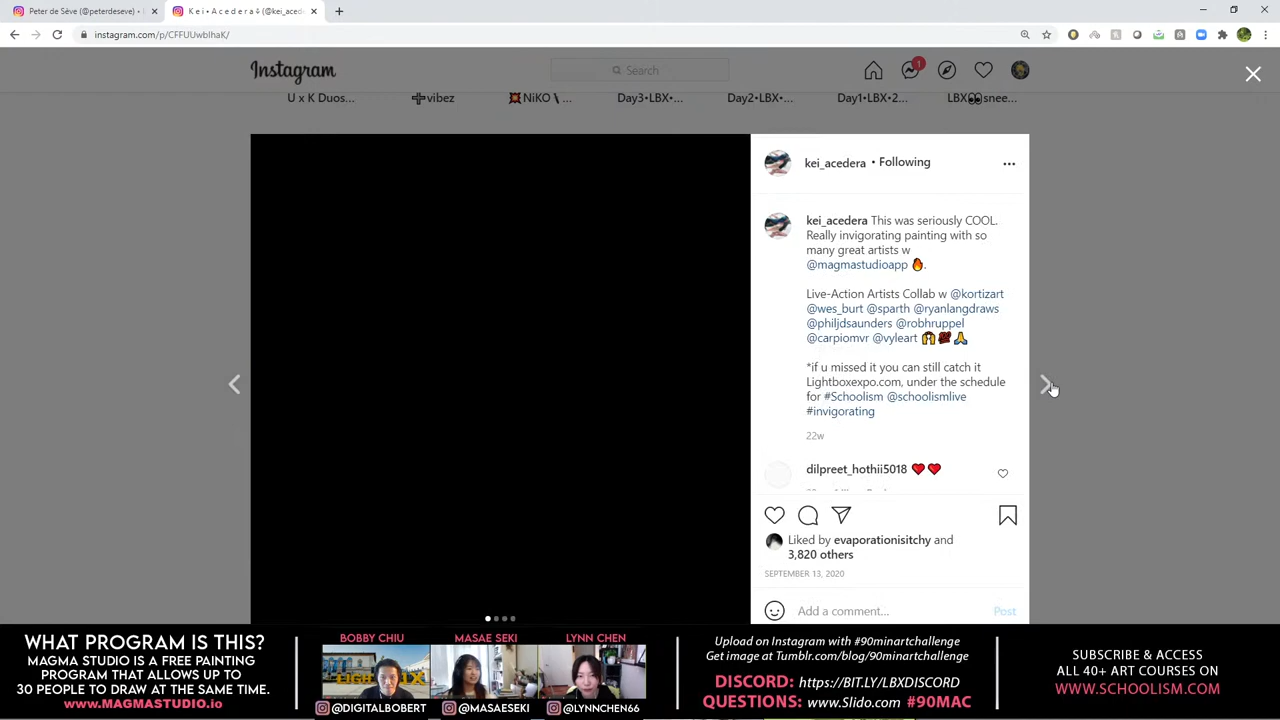 Peter de Sève (@peterdeseve) •
K e i • A c e d e r a
instagram.com/p/CFFUUwbIhaK/
Instagram
Search
1
U x K Duos...
vibez
NiKO \ ...
Day3•LBX•...
Day2•LBX•...
Day1•LBX•2...
LBX👀snee...
kei_acedera • Following
kei_acedera This was seriously COOL.
Really invigorating painting with so
many great artists w
@magmastudioapp 🔥.
Live-Action Artists Collab w @kortizart
@wes_burt @sparth @ryanlangdraws
@philjdsaunders @robhruppel
@carpiomvr @vyleart 🙌💯🙏
*if u missed it you can still catch it
Lightboxexpo.com, under the schedule
for #Schoolism @schoolismlive
#invigorating
22w
dilpreet_hothii5018 ❤️❤️
Liked by evaporationisitchy and
3,820 others
SEPTEMBER 13, 2020
Add a comment...
Post
WHAT PROGRAM IS THIS?
MAGMA STUDIO IS A FREE PAINTING
PROGRAM THAT ALLOWS UP TO
30 PEOPLE TO DRAW AT THE SAME TIME.
www.MAGMASTUDIO.io
BOBBY CHIU
MASAE SEKI
LYNN CHEN
@DIGITALBOBERT
@MASAESEKI
@LYNNCHEN66
Upload on Instagram with #90minartchallenge
Get image at Tumblr.com/blog/90minartchallenge
DISCORD: https://BIT.LY/LBXDISCORD
QUESTIONS: www.Slido.com #90MAC
SUBSCRIBE & ACCESS
ALL 40+ ART COURSES ON
WWW.SCHOOLISM.COM